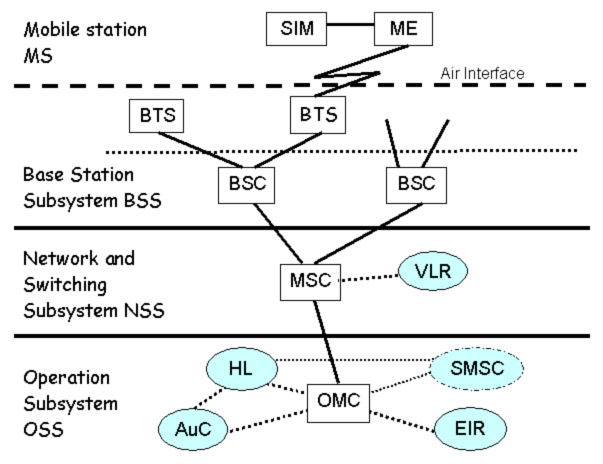 Mobile station
MS
SIM
ME
Air Interface
BTS
BTS
Base Station
Subsystem BSS
BSC
BSC
Network and
Switching
Subsystem NSS
MSC
VLR
Operation
Subsystem
OSS
HL
SMSC
OMC
AuC
EIR